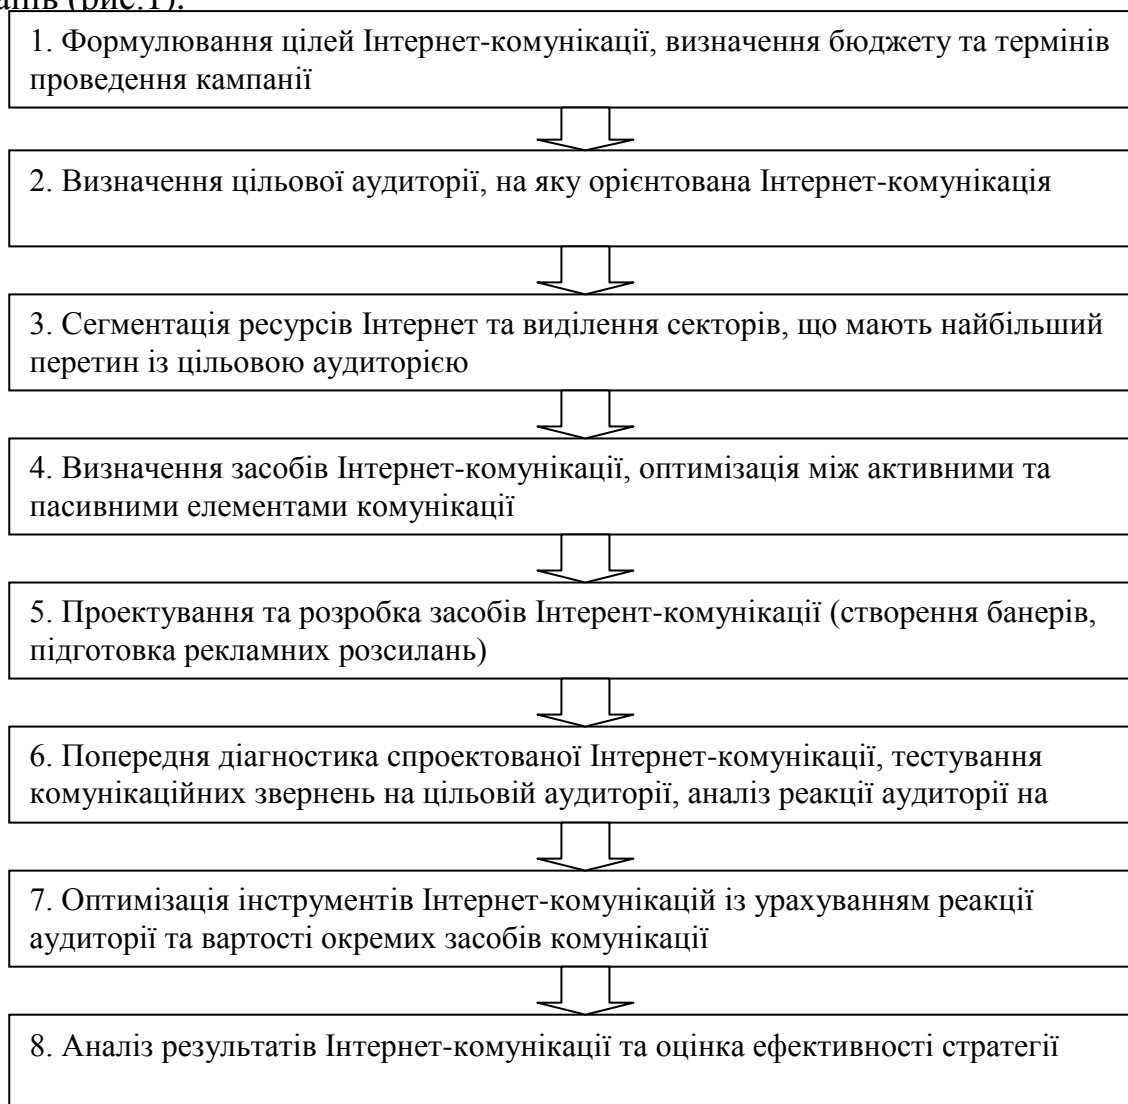 (рис.1).
1. Формулювання цілей Інтернет-комунікації, визначення бюджету та термінів
проведення кампанії
2. Визначення цільової аудиторії, на яку орієнтована Інтернет-комунікація
3. Сегментація ресурсів Інтернет та виділення секторів, що мають найбільший
перетин із цільовою аудиторією
4. Визначення засобів Інтернет-комунікації, оптимізація між активними та
пасивними елементами комунікації
5. Проектування та розробка засобів Інтерент-комунікації (створення банерів,
підготовка рекламних розсилань)
6. Попередня діагностика спроектованої Інтернет-комунікації, тестування
комунікаційних звернень на цільовій аудиторії, аналіз реакції аудиторії на
7. Оптимізація інструментів Інтернет-комунікацій із урахуванням реакції
аудиторії та вартості окремих засобів комунікації
8. Аналіз результатів Інтернет-комунікації та оцінка ефективності стратегії